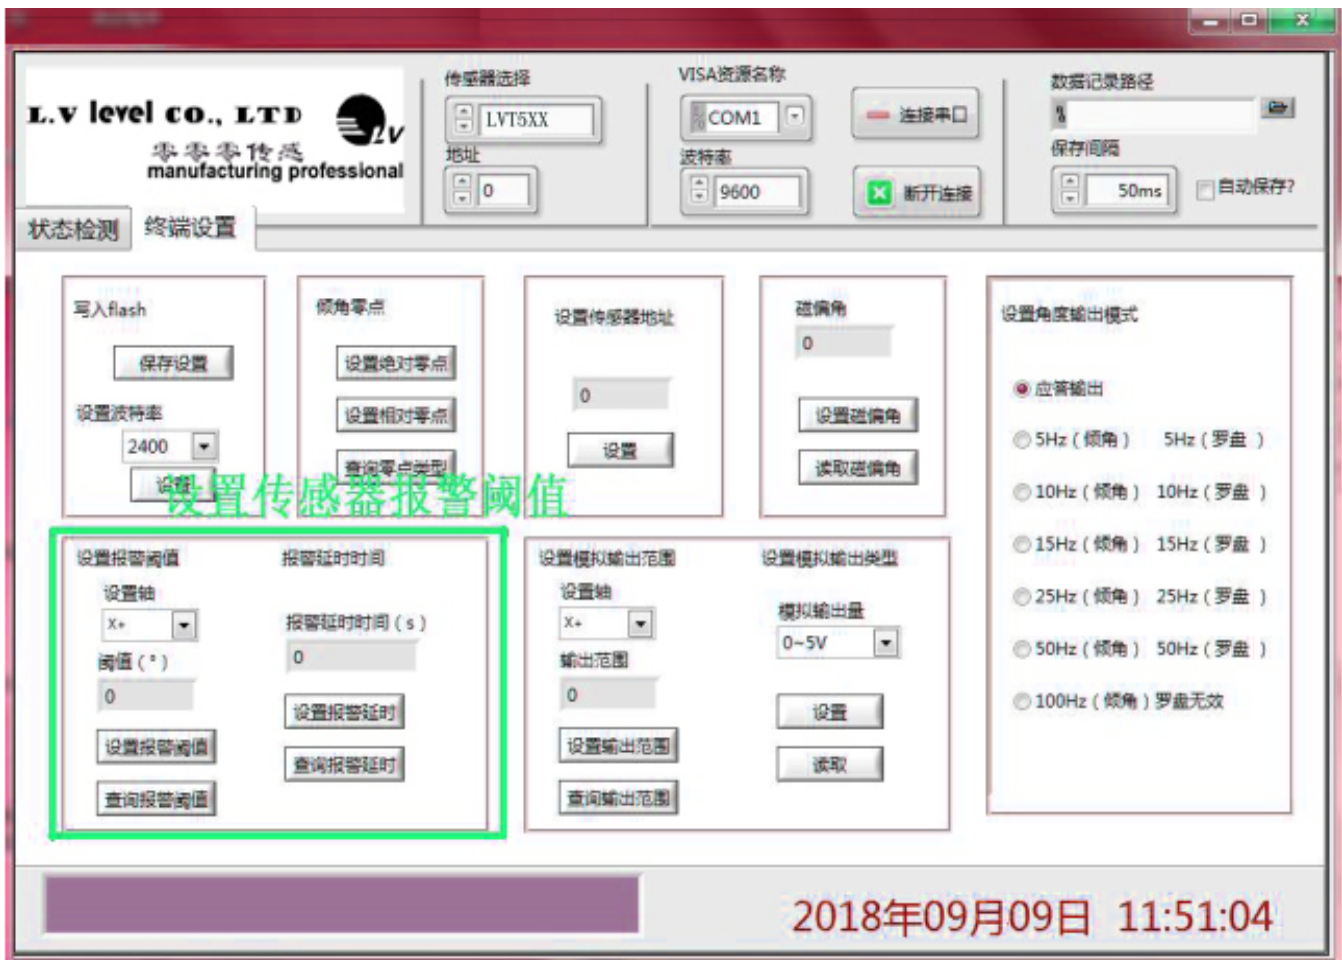 L.V level CO., LTD
LV
零零零传感
manufacturing professional
传感器选择
LVT5XX
地址
0
VISA资源名称
COM1
连接串口
波特率
9600
断开连接
数据记录路径
保存间隔
50ms
自动保存?
状态检测
终端设置
写入flash
保存设置
设置波特率
2400
倾角零点
设置绝对零点
设置相对零点
查询零点类型
设置传感器地址
0
设置
磁偏角
0
设置磁偏角
读取磁偏角
设置角度输出模式
应答输出
5Hz ( 倾角 ) 5Hz ( 罗盘 )
10Hz ( 倾角 ) 10Hz ( 罗盘 )
15Hz ( 倾角 ) 15Hz ( 罗盘 )
25Hz ( 倾角 ) 25Hz ( 罗盘 )
50Hz ( 倾角 ) 50Hz ( 罗盘 )
100Hz ( 倾角 ) 罗盘无效
设置传感器报警阈值
设置报警阈值
设置轴
X+
阈值 ( ° )
0
设置报警阈值
查询报警阈值
报警延时时间
报警延时时间 ( s )
0
设置报警延时
查询报警延时
设置模拟输出范围
设置轴
X+
输出范围
0
设置输出范围
查询输出范围
设置模拟输出类型
模拟输出量
0~5V
设置
读取
2018年09月09日 11:51:04